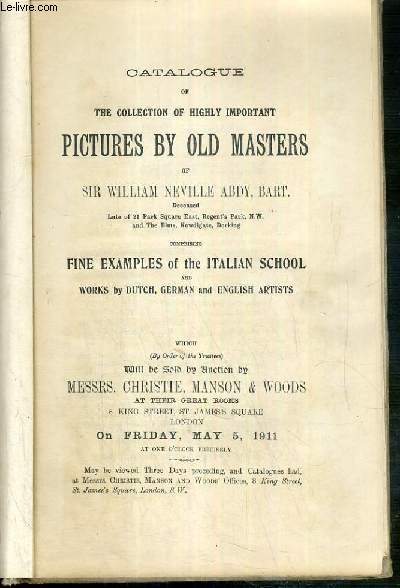 LE-LIVRE.COM
CATALOGUE
OF
THE COLLECTION OF HIGHLY IMPORTANT
PICTURES BY OLD MASTERS
OF
SIR WILLIAM NEVILLE ABDY, BART.
Deceased
Late of 21 Park Square East, Regent's Park, N.W.
and The Elms, Newdigate, Dorking
COMPRISING
FINE EXAMPLES of the ITALIAN SCHOOL
AND
WORKS by DUTCH, GERMAN and ENGLISH ARTISTS
WHICH
(By Order of the Trustees)
Will be Sold by Auction by
MESSRS. CHRISTIE, MANSON & WOODS
AT THEIR GREAT ROOMS
8 KING STREET, ST. JAMES'S SQUARE
LONDON
On FRIDAY, MAY 5, 1911
AT ONE O'CLOCK PRECISELY
May be viewed Three Days preceding, and Catalogues had,
at Messrs. CHRISTIE, MANSON AND WOODS' Offices, 8 King Street,
St. James's Square, London, S.W.